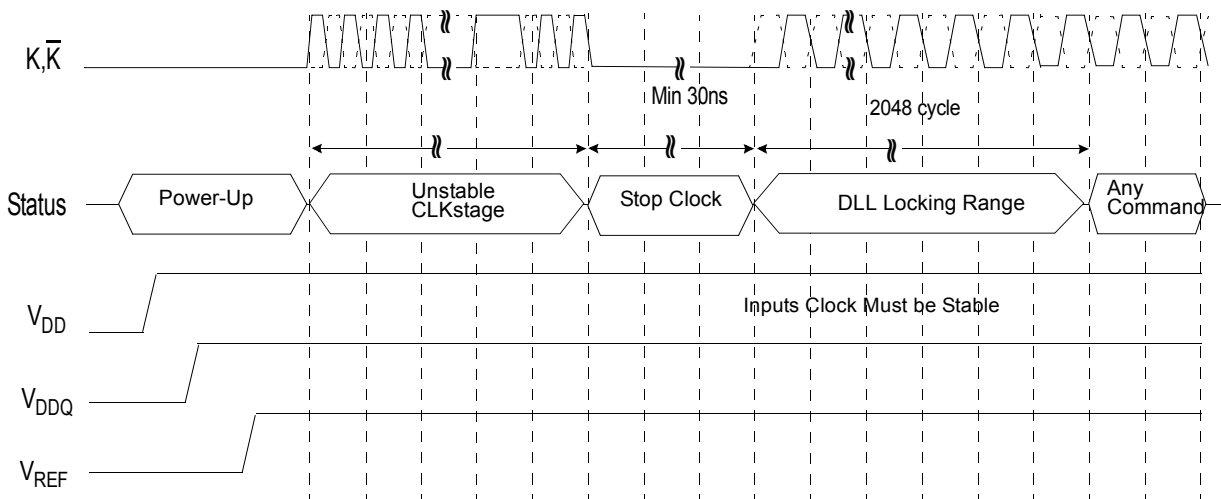 K,K̅
Min 30ns
2048 cycle
Status
Power-Up
Unstable
CLKstage
Stop Clock
DLL Locking Range
Any
Command
VDD
Inputs Clock Must be Stable
VDDQ
VREF